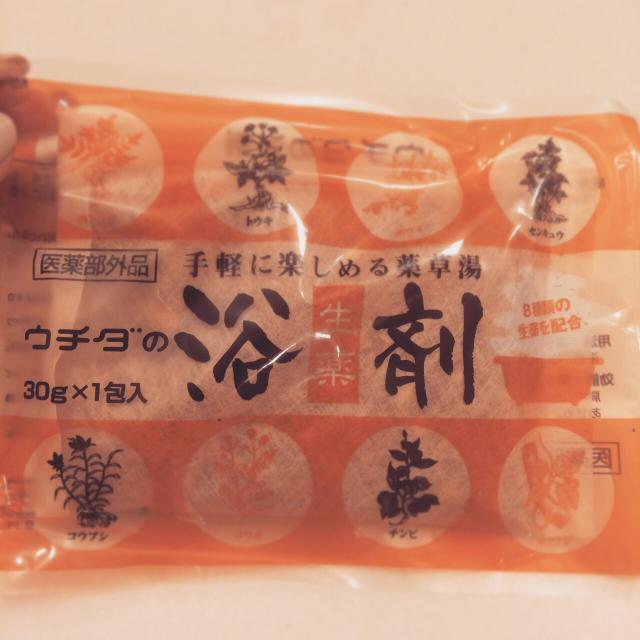 トウキ
センキュウ
医薬部外品
手軽に楽しめる薬草湯
ウチダの
浴
生薬
剤
30g×1包入
8種類の
生薬を配合
コウブシ
チンピ